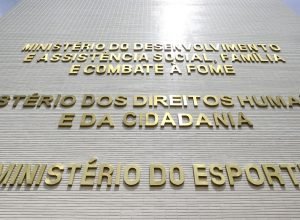 MINISTÉRIO DO DESENVOLVIMENTO
E ASSISTÊNCIA SOCIAL, FAMÍLIA
E COMBATE À FOME
STÉRIO DOS DIREITOS HUMA
E DA CIDADANIA
MINISTÉRIO DO ESPORT